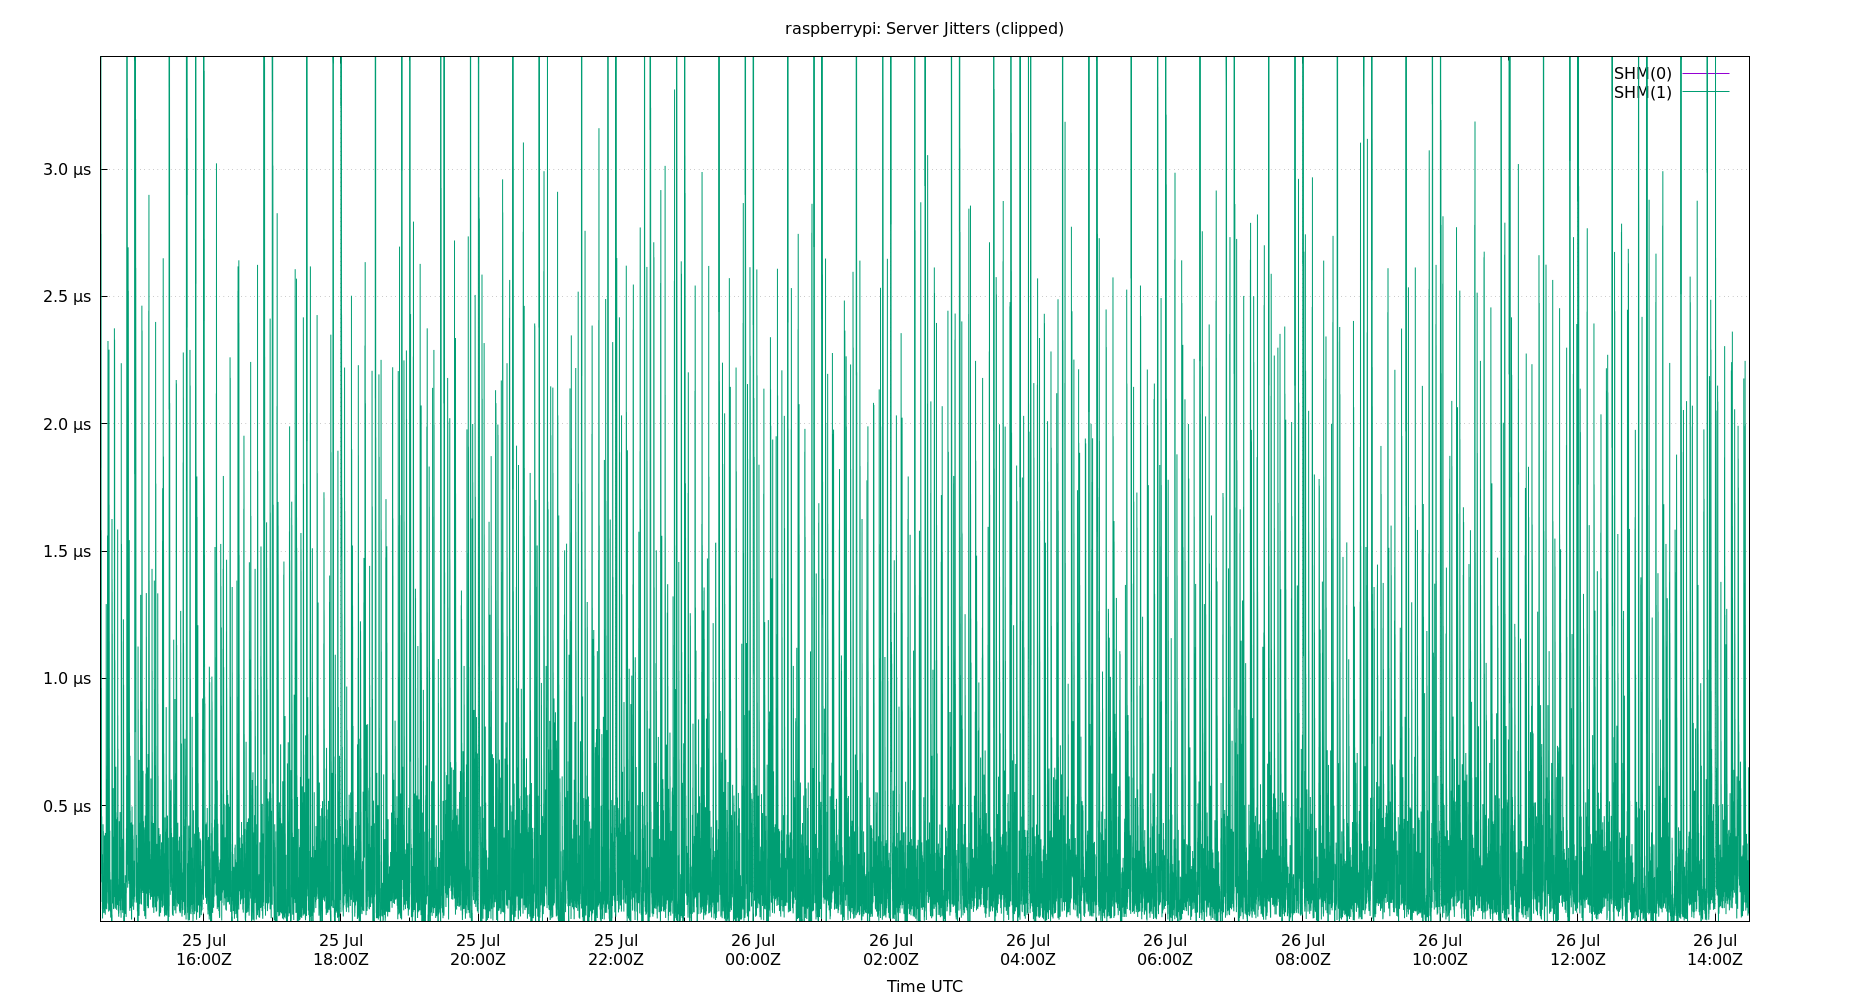 raspberrypi: Server Jitters (clipped)
SHM(0)
SHM(1)
3.0 µs
2.5 µs
2.0 µs
1.5 µs
1.0 µs
0.5 µs
25 Jul 25 Jul 25 Jul 25 Jul 26 Jul 26 Jul 26 Jul 26 Jul 26 Jul 26 Jul 26 Jul 26 Jul
16:00Z 18:00Z 20:00Z 22:00Z 00:00Z 02:00Z 04:00Z 06:00Z 08:00Z 10:00Z 12:00Z 14:00Z
Time UTC